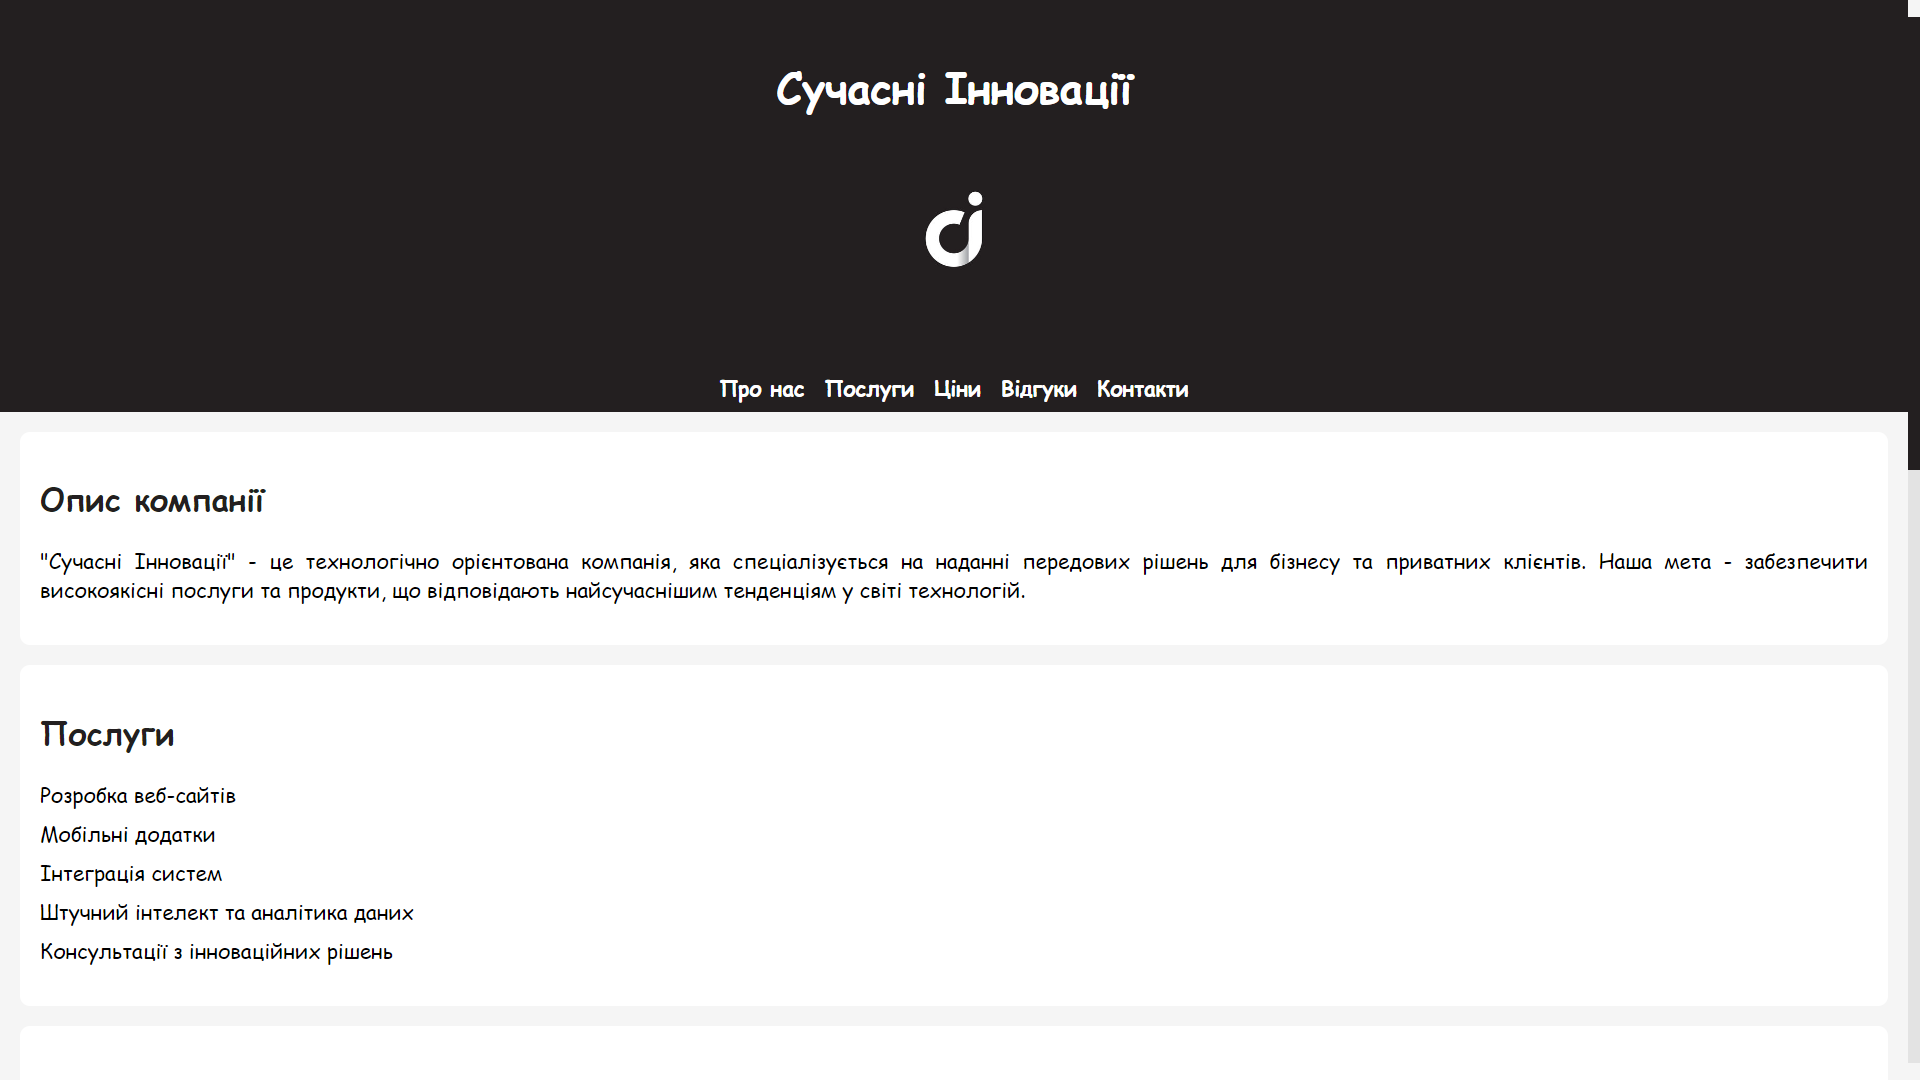 Сучасні Інновації
Про нас Послуги Ціни Відгуки Контакти
Опис компанії
"Сучасні Інновації" - це технологічно орієнтована компанія, яка спеціалізується на наданні передових рішень для бізнесу та приватних клієнтів. Наша мета - забезпечити
високоякісні послуги та продукти, що відповідають найсучаснішим тенденціям у світі технологій.
Послуги
Розробка веб-сайтів
Мобільні додатки
Інтеграція систем
Штучний інтелект та аналітика даних
Консультації з інноваційних рішень